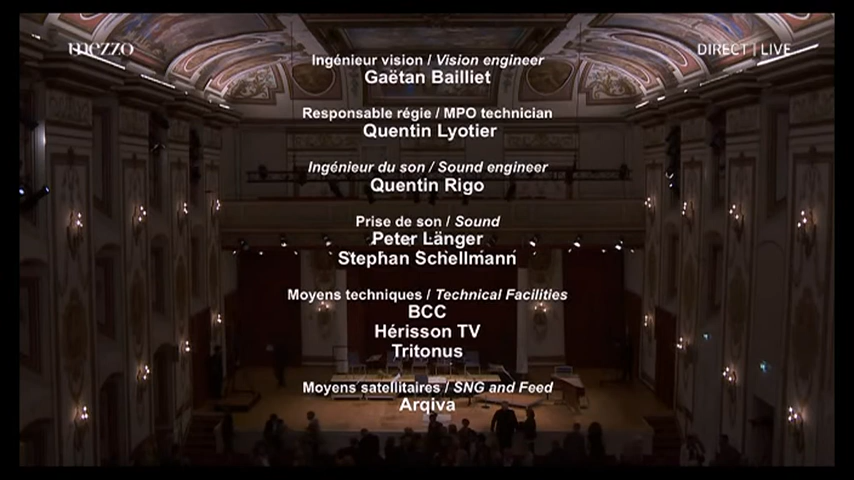 mezzo
DIRECT | LIVE
Ingénieur vision / Vision engineer
Gaëtan Bailliet
Responsable régie / MPO technician
Quentin Lyotier
Ingénieur du son / Sound engineer
Quentin Rigo
Prise de son / Sound
Peter Länger
Stephan Schellmann
Moyens techniques / Technical Facilities
BCC
Hérisson TV
Tritonus
Moyens satellitaires / SNG and Feed
Arqiva